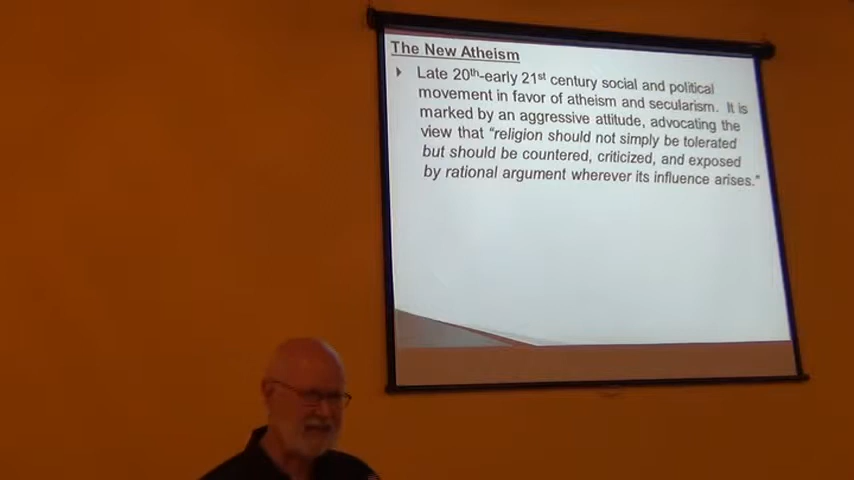 The New Atheism
Late 20th-early 21st century social and political
movement in favor of atheism and secularism. It is
marked by an aggressive attitude, advocating the
view that "religion should not simply be tolerated
but should be countered, criticized, and exposed
by rational argument wherever its influence arises."